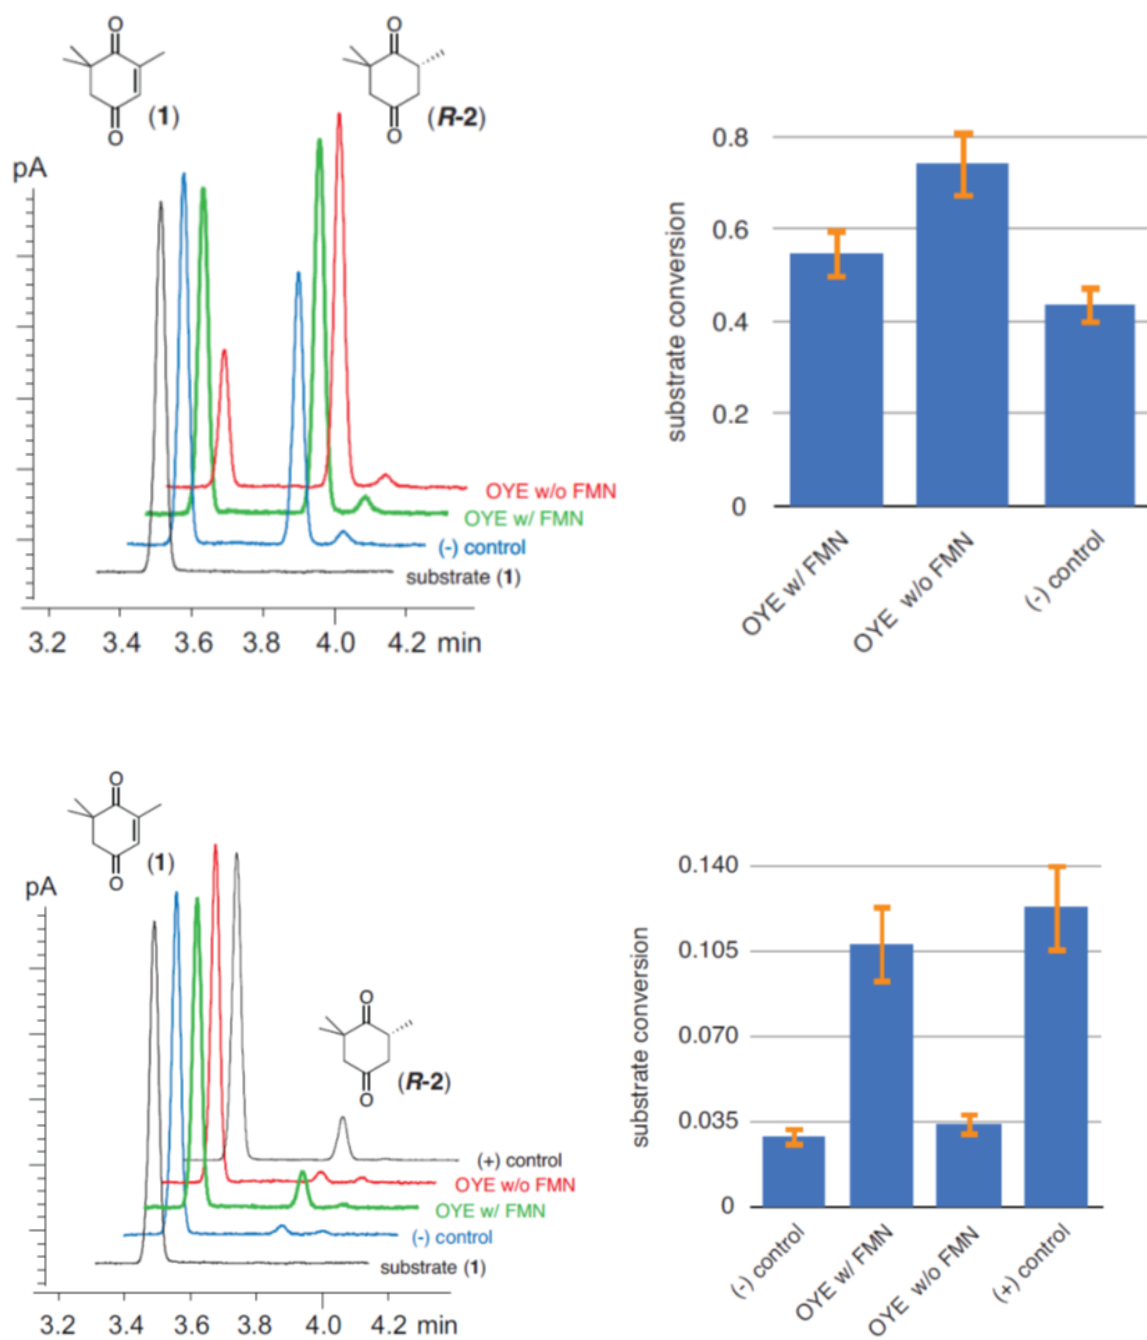 O
(1)
O
O
(R-2)
O
pA
OYE w/o FMN
OYE w/ FMN
(-) control
substrate (1)
3.2 3.4 3.6 3.8 4.0 4.2 min
substrate conversion
0.8
0.6
0.4
0.2
0
OYE w/ FMN
OYE w/o FMN
(-) control
O
(1)
O
pA
O
(R-2)
O
(+) control
OYE w/o FMN
OYE w/ FMN
(-) control
substrate (1)
3.2 3.4 3.6 3.8 4.0 4.2 min
substrate conversion
0.140
0.105
0.070
0.035
0
(-) control
OYE w/ FMN
OYE w/o FMN
(+) control